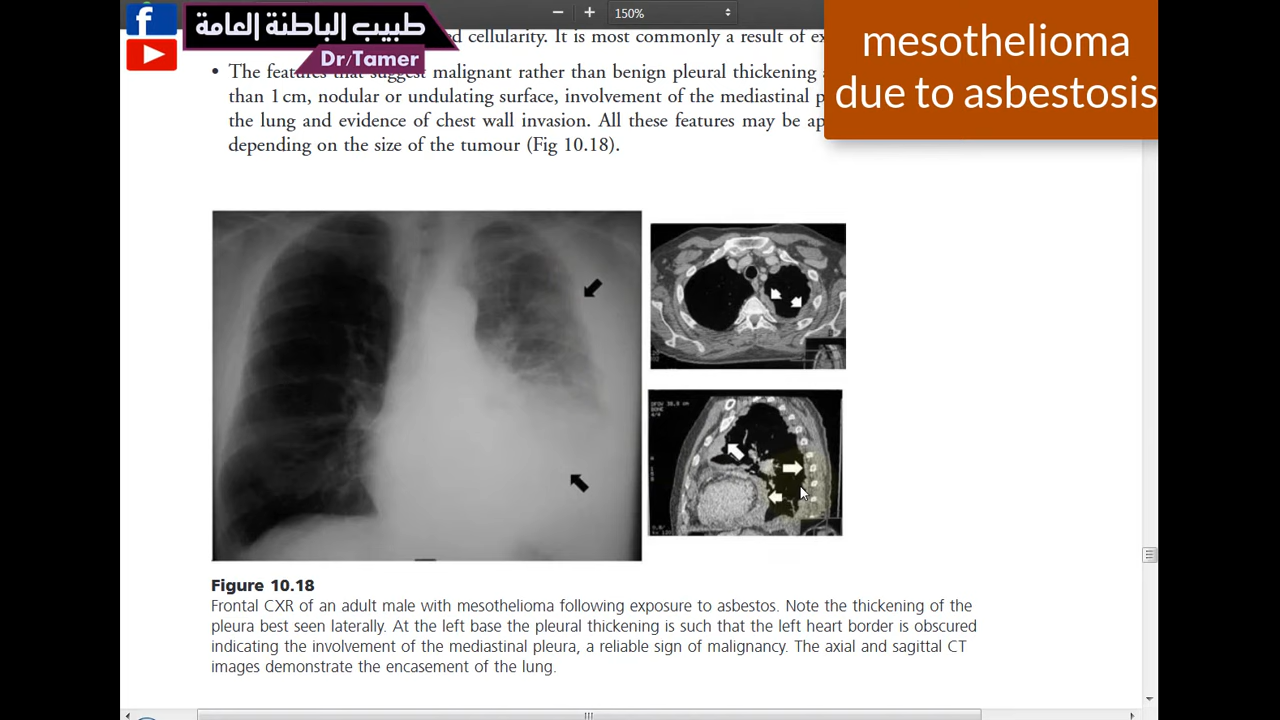 150%
طبيب الباطنة العامة
Dr/Tamer
mesothelioma
due to asbestosis
cellularity. It is most commonly a result of
• The features that suggest malignant rather than benign pleural thickening
than 1 cm, nodular or undulating surface, involvement of the mediastinal
the lung and evidence of chest wall invasion. All these features may be
depending on the size of the tumour (Fig 10.18).
Figure 10.18
Frontal CXR of an adult male with mesothelioma following exposure to asbestos. Note the thickening of the
pleura best seen laterally. At the left base the pleural thickening is such that the left heart border is obscured
indicating the involvement of the mediastinal pleura, a reliable sign of malignancy. The axial and sagittal CT
images demonstrate the encasement of the lung.